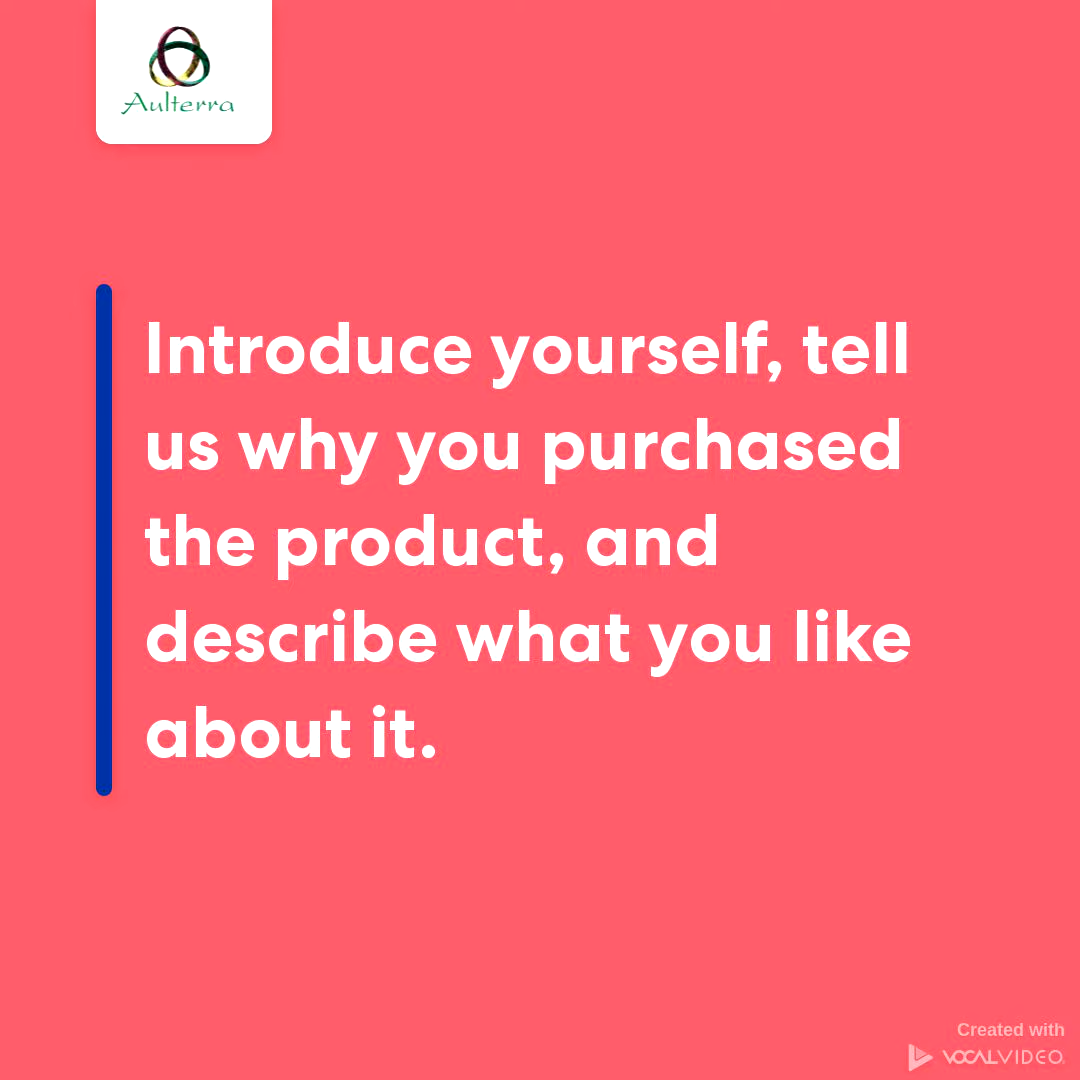 Aulterra
Introduce yourself, tell
us why you purchased
the product, and
describe what you like
about it.
Created with
VOCALVIDEO